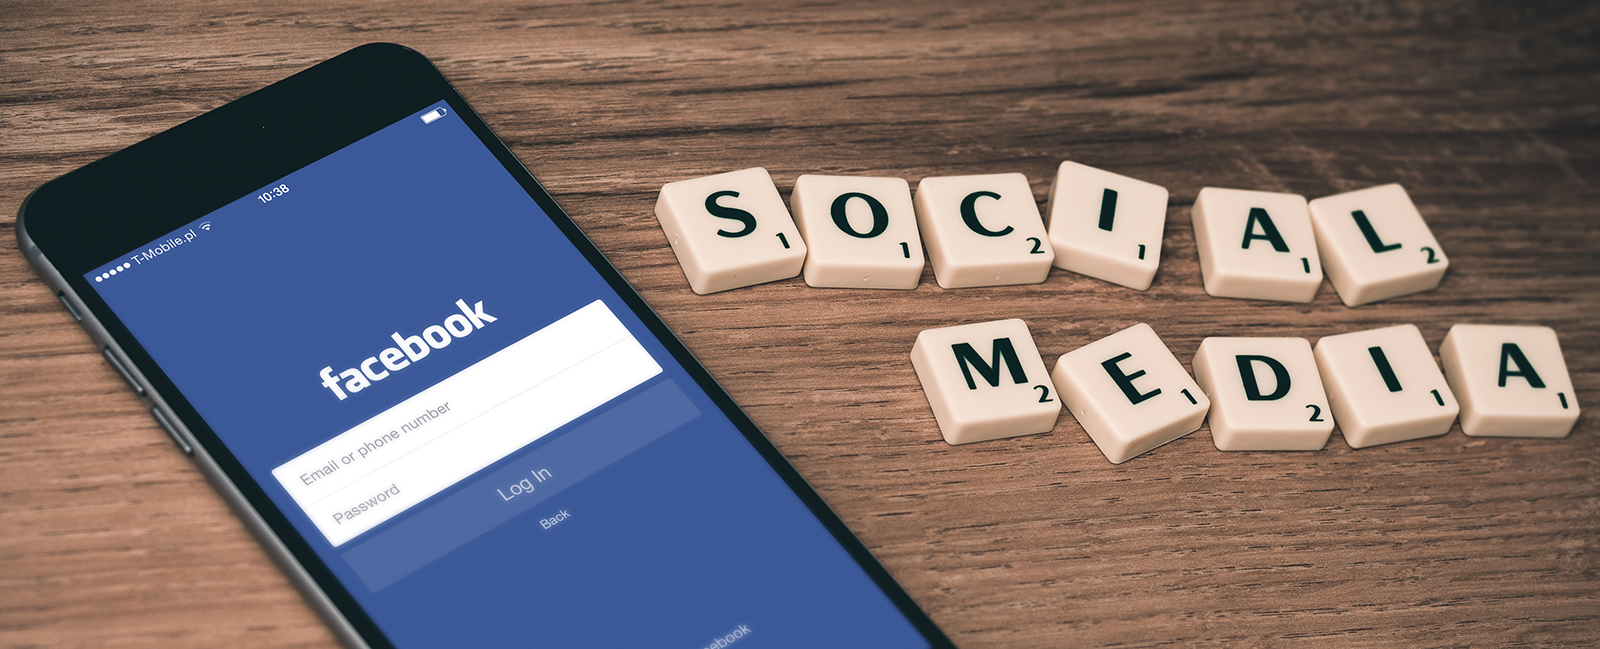 T-Mobile.pl
10:38
facebook
Email or phone number
Password
Log In
Back
S1 O1 C2 I1 A1 L2
M2 E1 D2 I1 A1